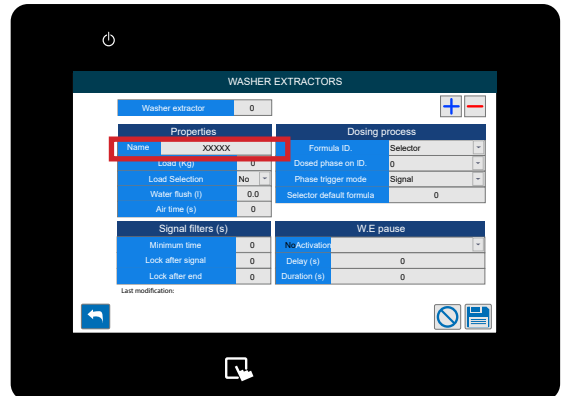 WASHER EXTRACTORS
Washer extractor 0
Properties
Name XXXXX
Load (Kg) 0
Load Selection No
Water flush (l) 0.0
Air time (s) 0
Dosing process
Formula ID. Selector
Dosed phase on ID. 0
Phase trigger mode Signal
Selector default formula 0
Signal filters (s)
Minimum time 0
Lock after signal 0
Lock after end 0
W.E pause
NoActivation
Delay (s) 0
Duration (s) 0
Last modification: